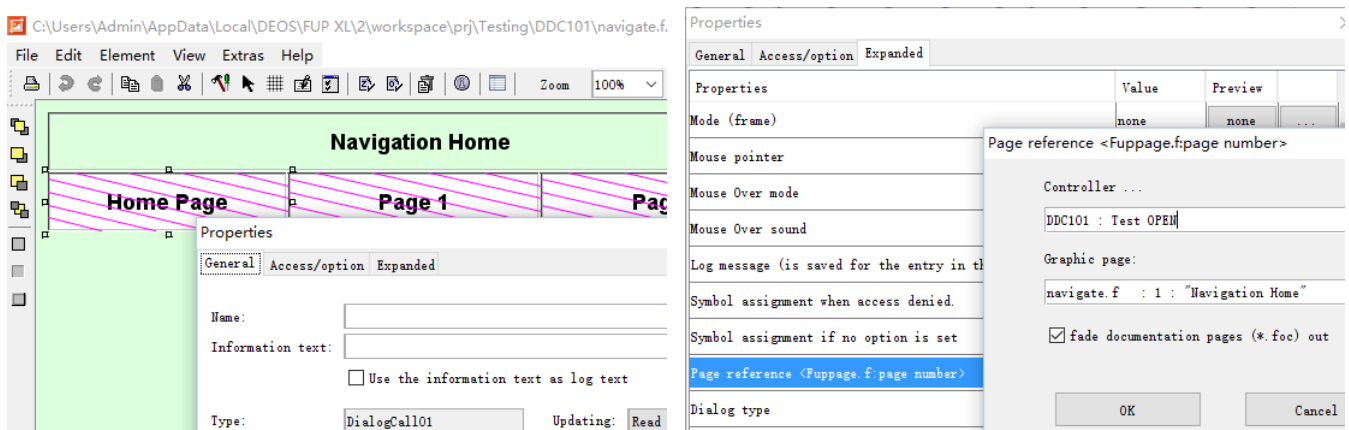 C:\Users\Admin\AppData\Local\DEOS\FUP XL\2\workspace\prj\Testing\DDC101\navigate.f.
File Edit Element View Extras Help
Zoom 100%
Navigation Home
Home Page Page 1 Pag
Properties
General Access/option Expanded
Name:
Information text:
Use the information text as log text
Type: DialogCall01 Updating: Read
Properties
General Access/option Expanded
Properties Value Preview
Mode (frame) none none ...
Mouse pointer
Mouse Over mode
Mouse Over sound
Log message (is saved for the entry in th
Symbol assignment when access denied.
Symbol assignment if no option is set
Page reference <Fuppage.f:page number>
Dialog type
Page reference <Fuppage.f:page number>
Controller ...
DDC101 : Test OPEN
Graphic page:
navigate.f : 1 : "Navigation Home"
fade documentation pages (*.foc) out
OK Cancel